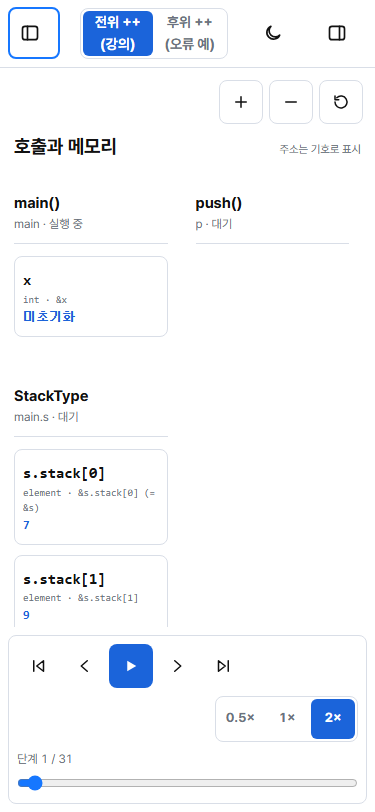 전위 ++
(강의)
후위 ++
(오류 예)
호출과 메모리
주소는 기호로 표시
main()
main · 실행 중
push()
p · 대기
x
int · &x
미초기화
StackType
main.s · 대기
s.stack[0]
element · &s.stack[0] (=
&s)
7
s.stack[1]
element · &s.stack[1]
9
0.5×
1×
2×
단계 1 / 31